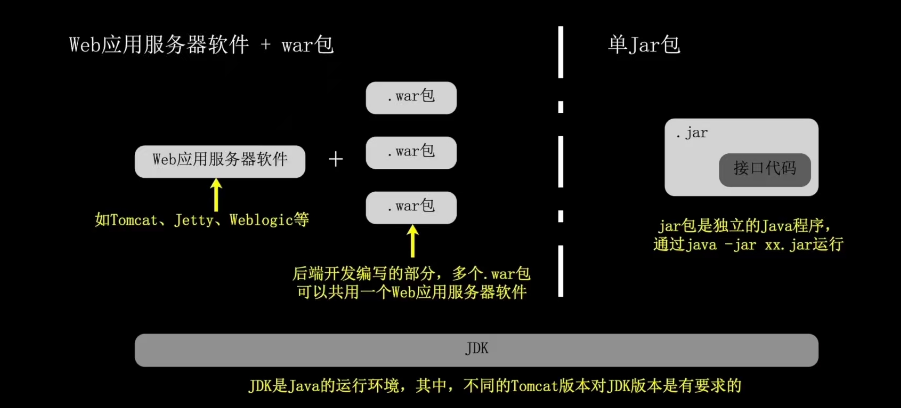 Web应用服务器软件 + war包
单Jar包
.war包
.war包
.war包
Web应用服务器软件
+
如Tomcat、Jetty、Weblogic等
后端开发编写的部分，多个.war包
可以共用一个Web应用服务器软件
.jar
接口代码
jar包是独立的Java程序，
通过java -jar xx.jar运行
JDK
JDK是Java的运行环境，其中，不同的Tomcat版本对JDK版本是有要求的